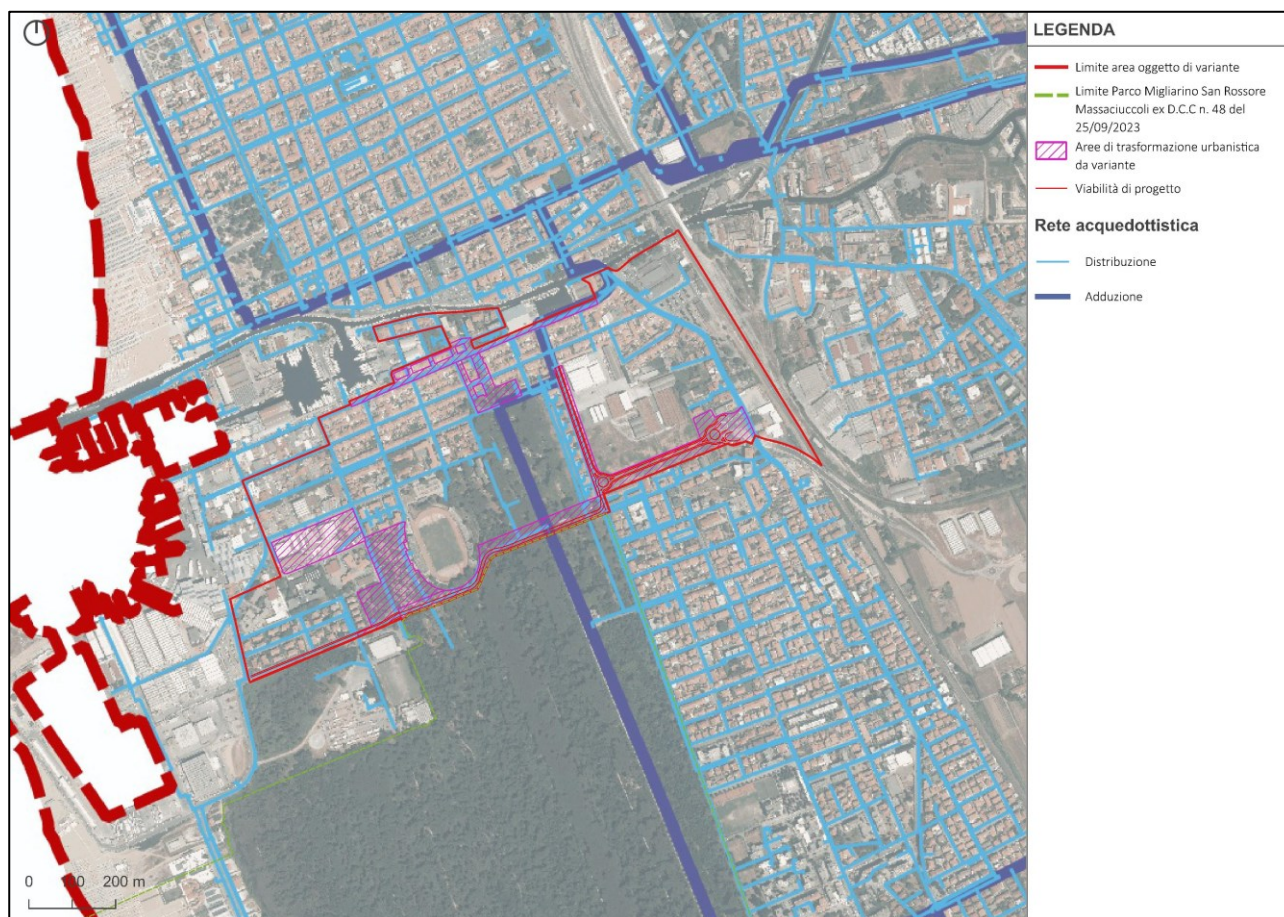 LEGENDA
Limite area oggetto di variante
Limite Parco Migliarino San Rossore
Massaciuccoli ex D.C.C n. 48 del
25/09/2023
Aree di trasformazione urbanistica
da variante
Viabilità di progetto
Rete acquedottistica
Distribuzione
Adduzione
0 100 200 m